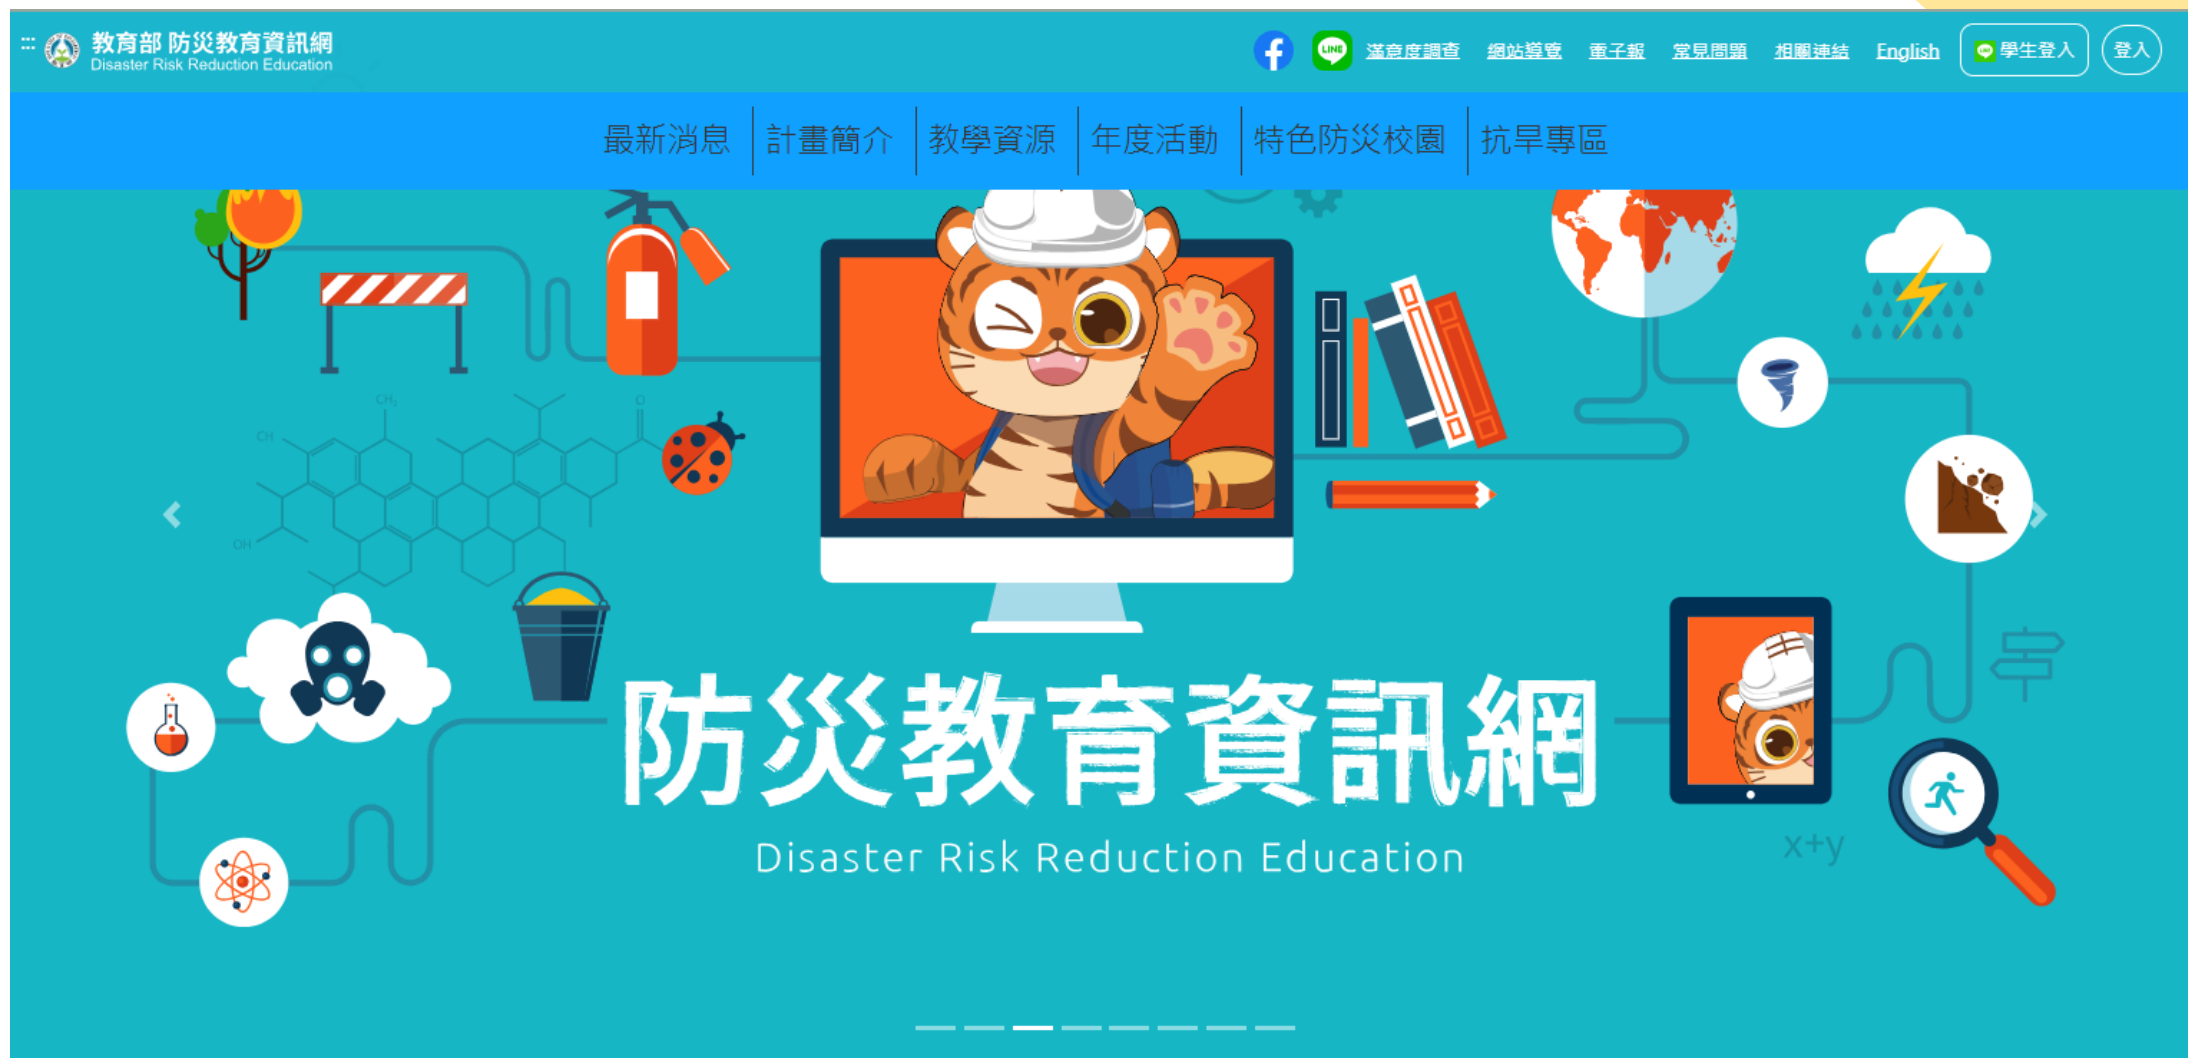 教育部 防災教育資訊網
Disaster Risk Reduction Education
LINE 滿意度調查 網站導覽 電子報 常見問題 相關連結 English 學生登入 登入
最新消息 計畫簡介 教學資源 年度活動 特色防災校園 抗旱專區
CH₃
O
CH
OH
防災教育資訊網
Disaster Risk Reduction Education
x+y